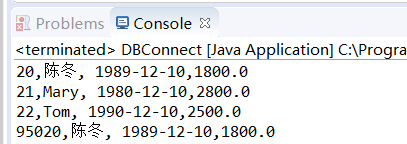 Problems Console
<terminated> DBConnect [Java Application] C:\Progra
20,陈冬, 1989-12-10,1800.0
21,Mary, 1980-12-10,2800.0
22,Tom, 1990-12-10,2500.0
95020,陈冬, 1989-12-10,1800.0